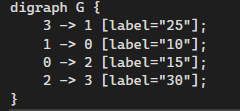 digraph G {
    3 -> 1 [label="25"];
    1 -> 0 [label="10"];
    0 -> 2 [label="15"];
    2 -> 3 [label="30"];
}